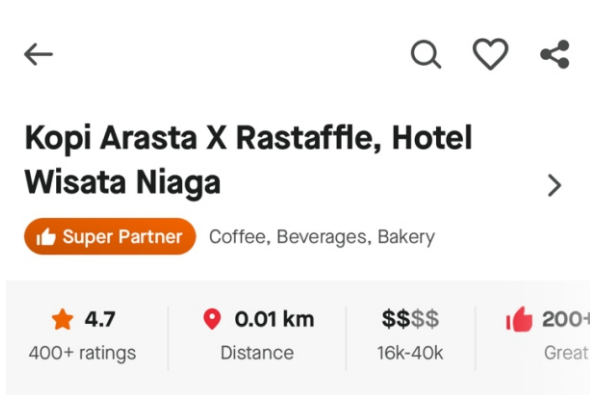 Kopi Arasta X Rastaffle, Hotel
Wisata Niaga
Super Partner Coffee, Beverages, Bakery
4.7 0.01 km $$$$ 200+
400+ ratings Distance 16k-40k Great